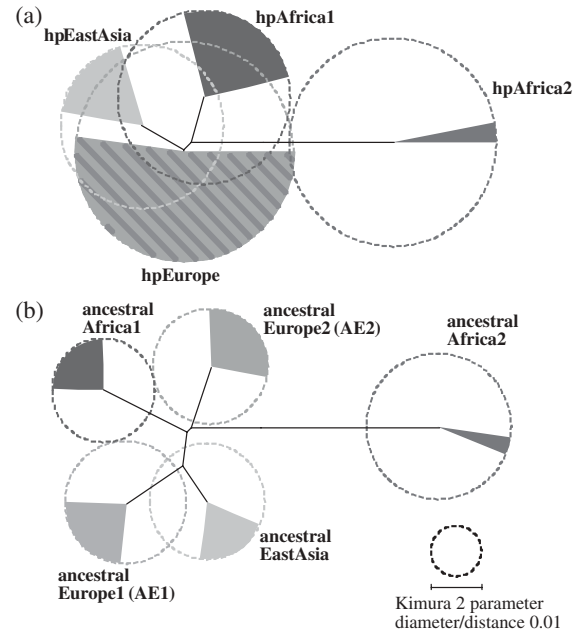 (a)
hpAfrica1
hpEastAsia
hpAfrica2
hpEurope
(b)
ancestral
Africa1
ancestral
Europe2 (AE2)
ancestral
Africa2
ancestral
Europe1 (AE1)
ancestral
EastAsia
Kimura 2 parameter
diameter/distance 0.01